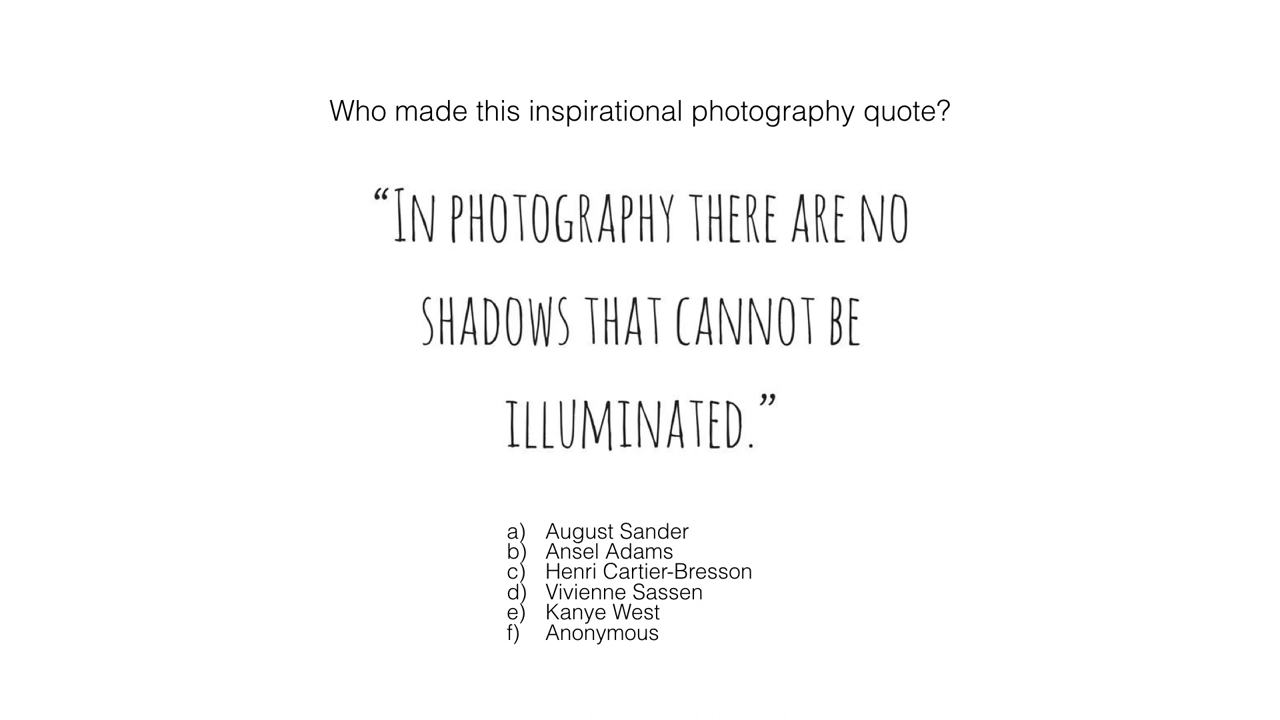 Who made this inspirational photography quote?
“In photography there are no
shadows that cannot be
illuminated.”
a) August Sander
b) Ansel Adams
c) Henri Cartier-Bresson
d) Vivienne Sassen
e) Kanye West
f) Anonymous